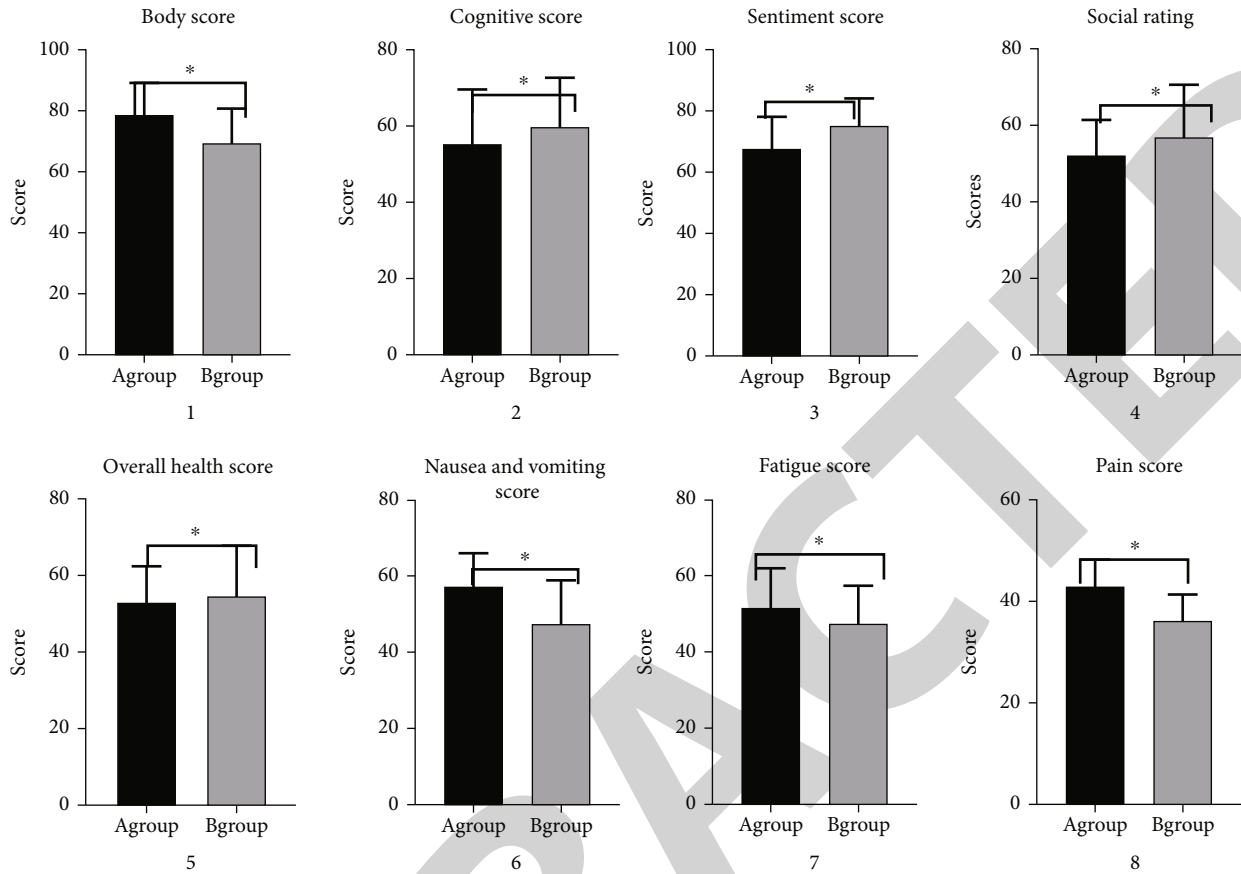 Body score
100
80
60
40
20
0
Score
*
Agroup Bgroup
1
Cognitive score
80
60
40
20
0
Score
*
Agroup Bgroup
2
Sentiment score
100
80
60
40
20
0
Score
*
Agroup Bgroup
3
Social rating
80
60
40
20
0
Scores
*
Agroup Bgroup
4
Overall health score
80
60
40
20
0
Score
*
Agroup Bgroup
5
Nausea and vomiting
score
80
60
40
20
0
Score
*
Agroup Bgroup
6
Fatigue score
80
60
40
20
0
Score
*
Agroup Bgroup
7
Pain score
60
40
20
0
Score
*
Agroup Bgroup
8